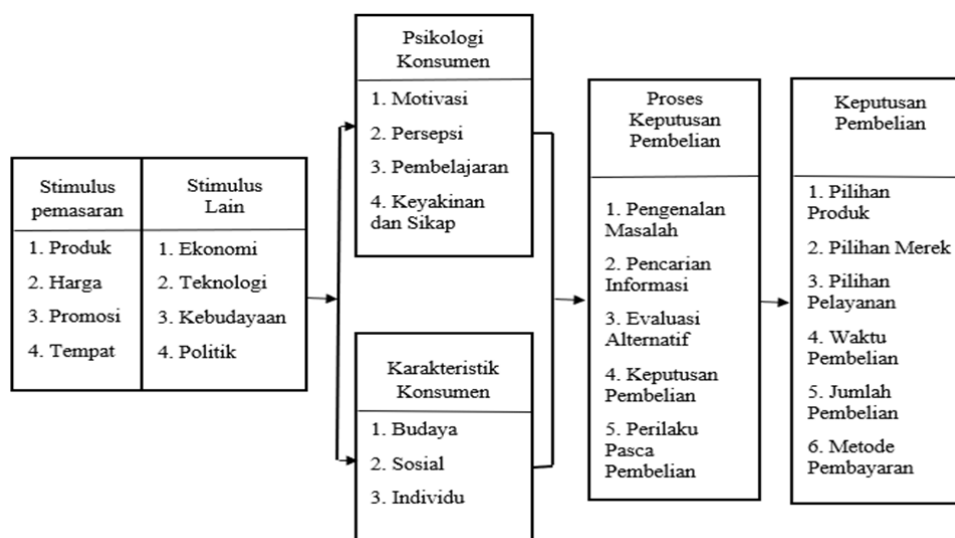 Stimulus
pemasaran
1. Produk
2. Harga
3. Promosi
4. Tempat
Stimulus
Lain
1. Ekonomi
2. Teknologi
3. Kebudayaan
4. Politik
Psikologi
Konsumen
1. Motivasi
2. Persepsi
3. Pembelajaran
4. Keyakinan
dan Sikap
Karakteristik
Konsumen
1. Budaya
2. Sosial
3. Individu
Proses
Keputusan
Pembelian
1. Pengenalan
Masalah
2. Pencarian
Informasi
3. Evaluasi
Alternatif
4. Keputusan
Pembelian
5. Perilaku
Pasca
Pembelian
Keputusan
Pembelian
1. Pilihan
Produk
2. Pilihan Merek
3. Pilihan
Pelayanan
4. Waktu
Pembelian
5. Jumlah
Pembelian
6. Metode
Pembayaran